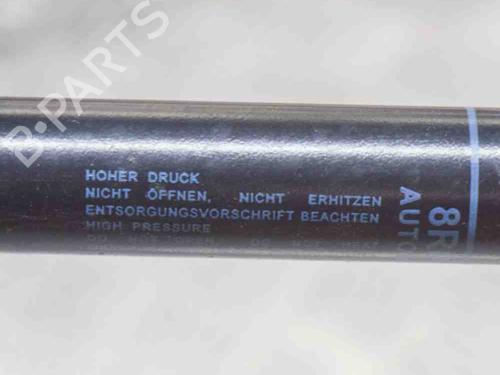 B-PARTS
HOHER DRUCK
NICHT ÖFFNEN, NICHT ERHITZEN
ENTSORGUNGSVORSCHRIFT BEACHTEN
HIGH PRESSURE
8R
AUTO